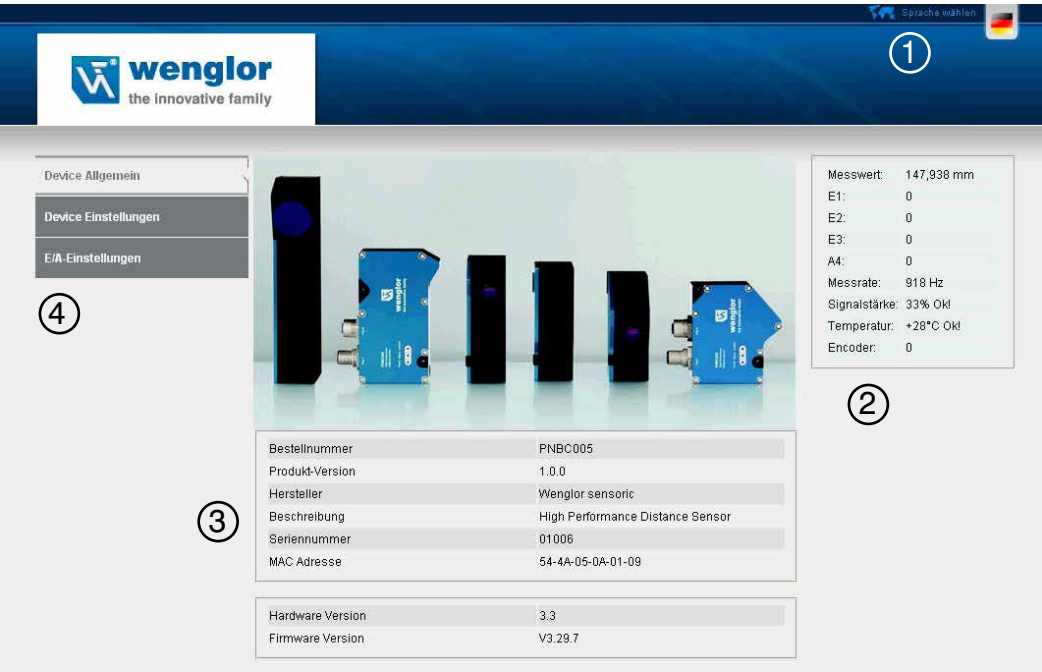 Sprache wählen
1
wenglor
the innovative family
Device Allgemein
Device Einstellungen
E/A-Einstellungen
4
wenglor
wenglor
Messwert: 147,938 mm
E1: 0
E2: 0
E3: 0
A4: 0
Messrate: 918 Hz
Signalstärke: 33% Ok!
Temperatur: +28°C Ok!
Encoder: 0
2
3
Bestellnummer PNBC005
Produkt-Version 1.0.0
Hersteller Wenglor sensoric
Beschreibung High Performance Distance Sensor
Seriennummer 01006
MAC Adresse 54-4A-05-0A-01-09
Hardware Version 3.3
Firmware Version V3.29.7